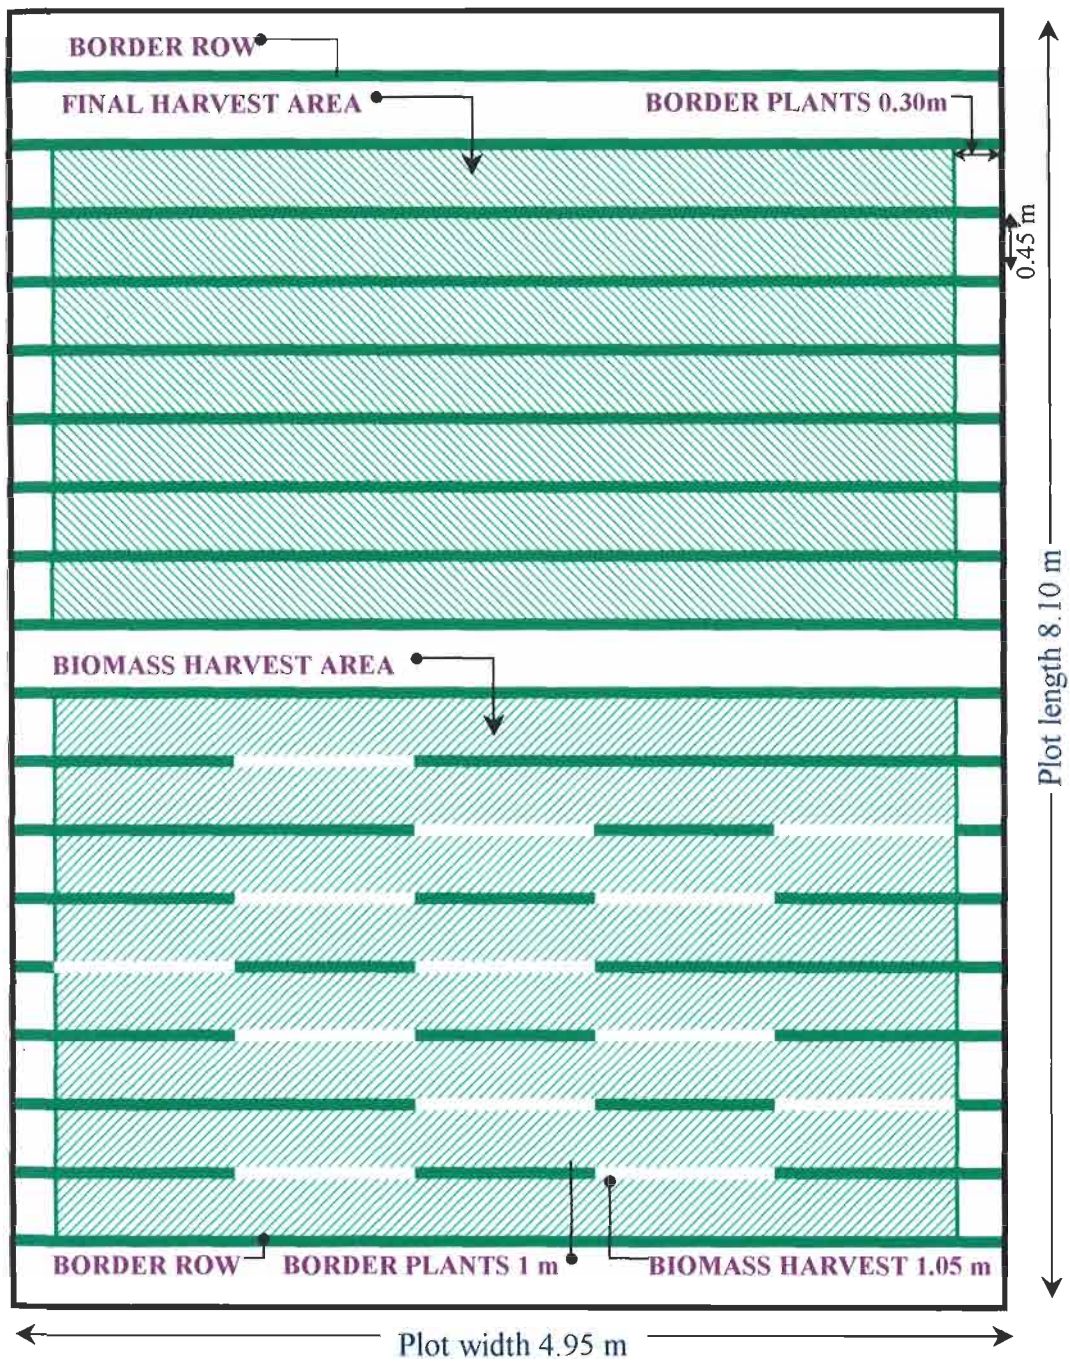 BORDER ROW
FINAL HARVEST AREA
BORDER PLANTS 0.30m
0.45 m
BIOMASS HARVEST AREA
Plot length 8.10 m
BORDER ROW
BORDER PLANTS 1 m
BIOMASS HARVEST 1.05 m
Plot width 4.95 m